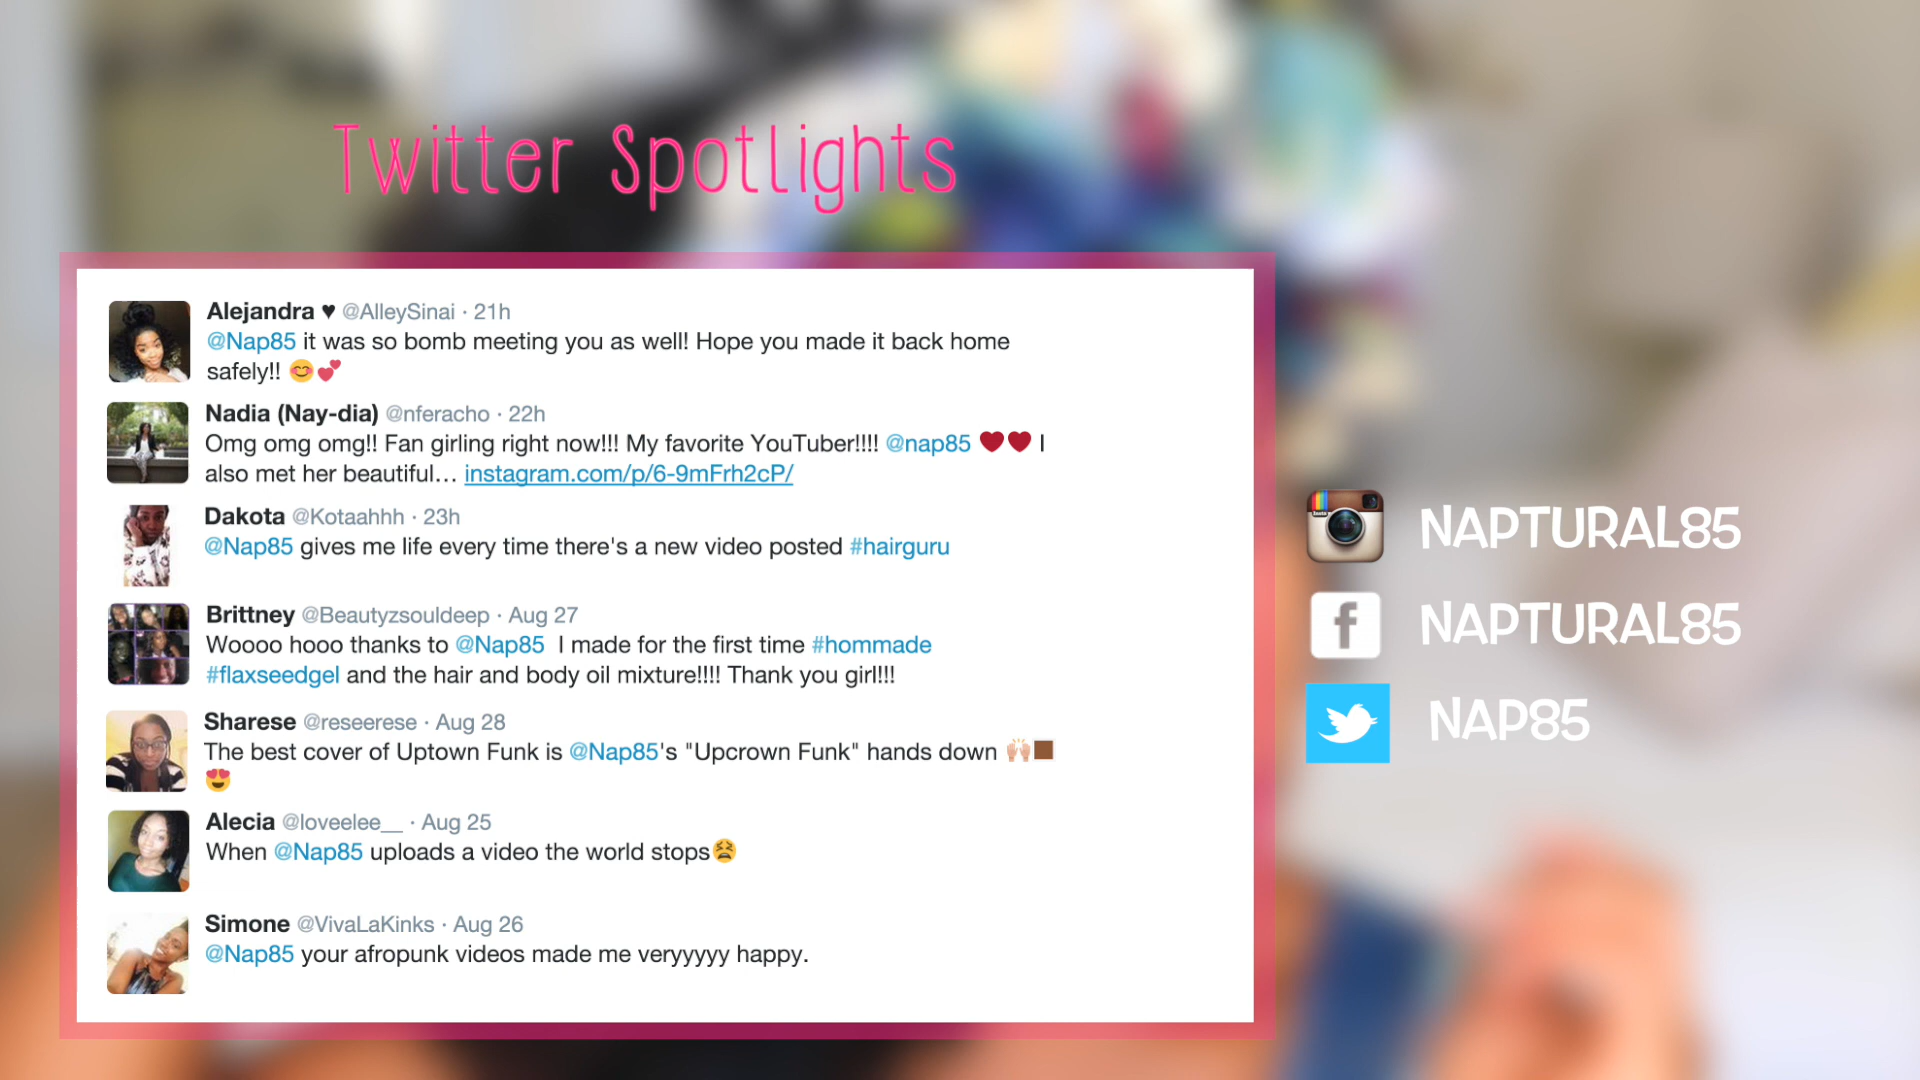 Twitter Spotlights
Alejandra ♥ @AlleySinai · 21h
@Nap85 it was so bomb meeting you as well! Hope you made it back home
safely!! 😊💕
Nadia (Nay-dia) @nferacho · 22h
Omg omg omg!! Fan girling right now!!! My favorite YouTuber!!!! @nap85 ❤❤ I
also met her beautiful… instagram.com/p/6-9mFrh2cP/
Dakota @Kotaahhh · 23h
@Nap85 gives me life every time there's a new video posted #hairguru
Brittney @Beautyzsouldeep · Aug 27
Woooo hooo thanks to @Nap85 I made for the first time #hommade
#flaxseedgel and the hair and body oil mixture!!!! Thank you girl!!!
Sharese @reseerese · Aug 28
The best cover of Uptown Funk is @Nap85's "Upcrown Funk" hands down 🙌🏼🏾
😍
Alecia @loveelee__ · Aug 25
When @Nap85 uploads a video the world stops😫
Simone @VivaLaKinks · Aug 26
@Nap85 your afropunk videos made me veryyyyy happy.
NAPTURAL85
f NAPTURAL85
NAP85